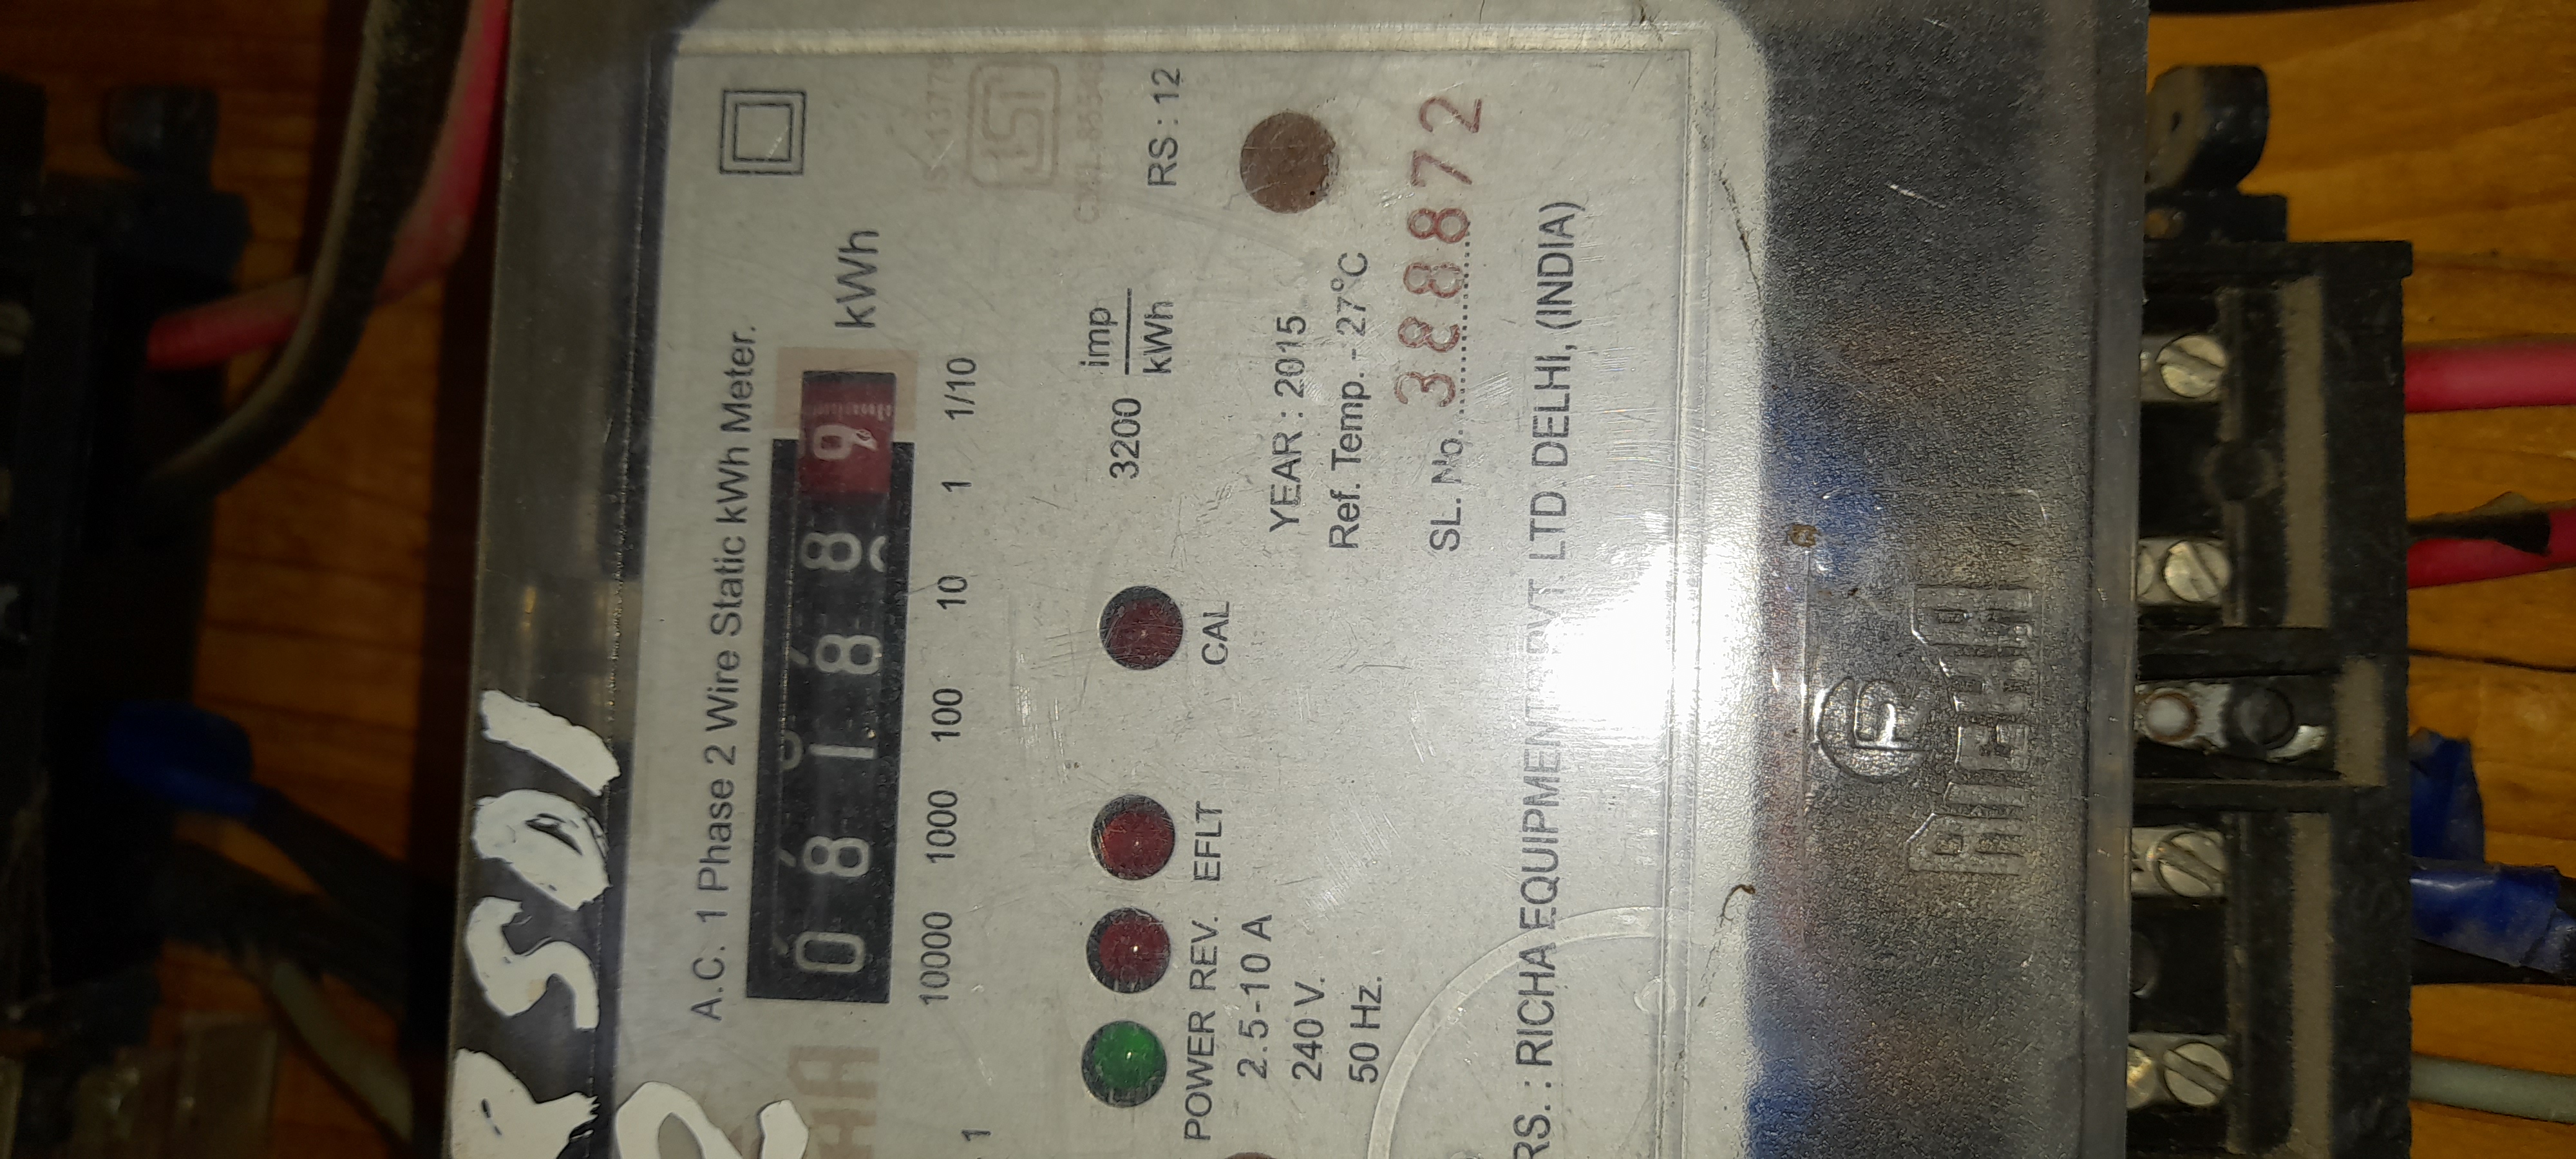 A.C. 1 Phase 2 Wire Static kWh Meter.
08188 9 kWh
10000 1000 100 10 1 1/10
3200 imp/kWh
RS : 12
POWER REV. EFLT CAL
2.5-10 A
240 V.
50 Hz.
YEAR : 2015
Ref. Temp. - 27°C
SL. No. 388872
RS. : RICHA EQUIPMENT PVT. LTD. DELHI, (INDIA)
RICHA